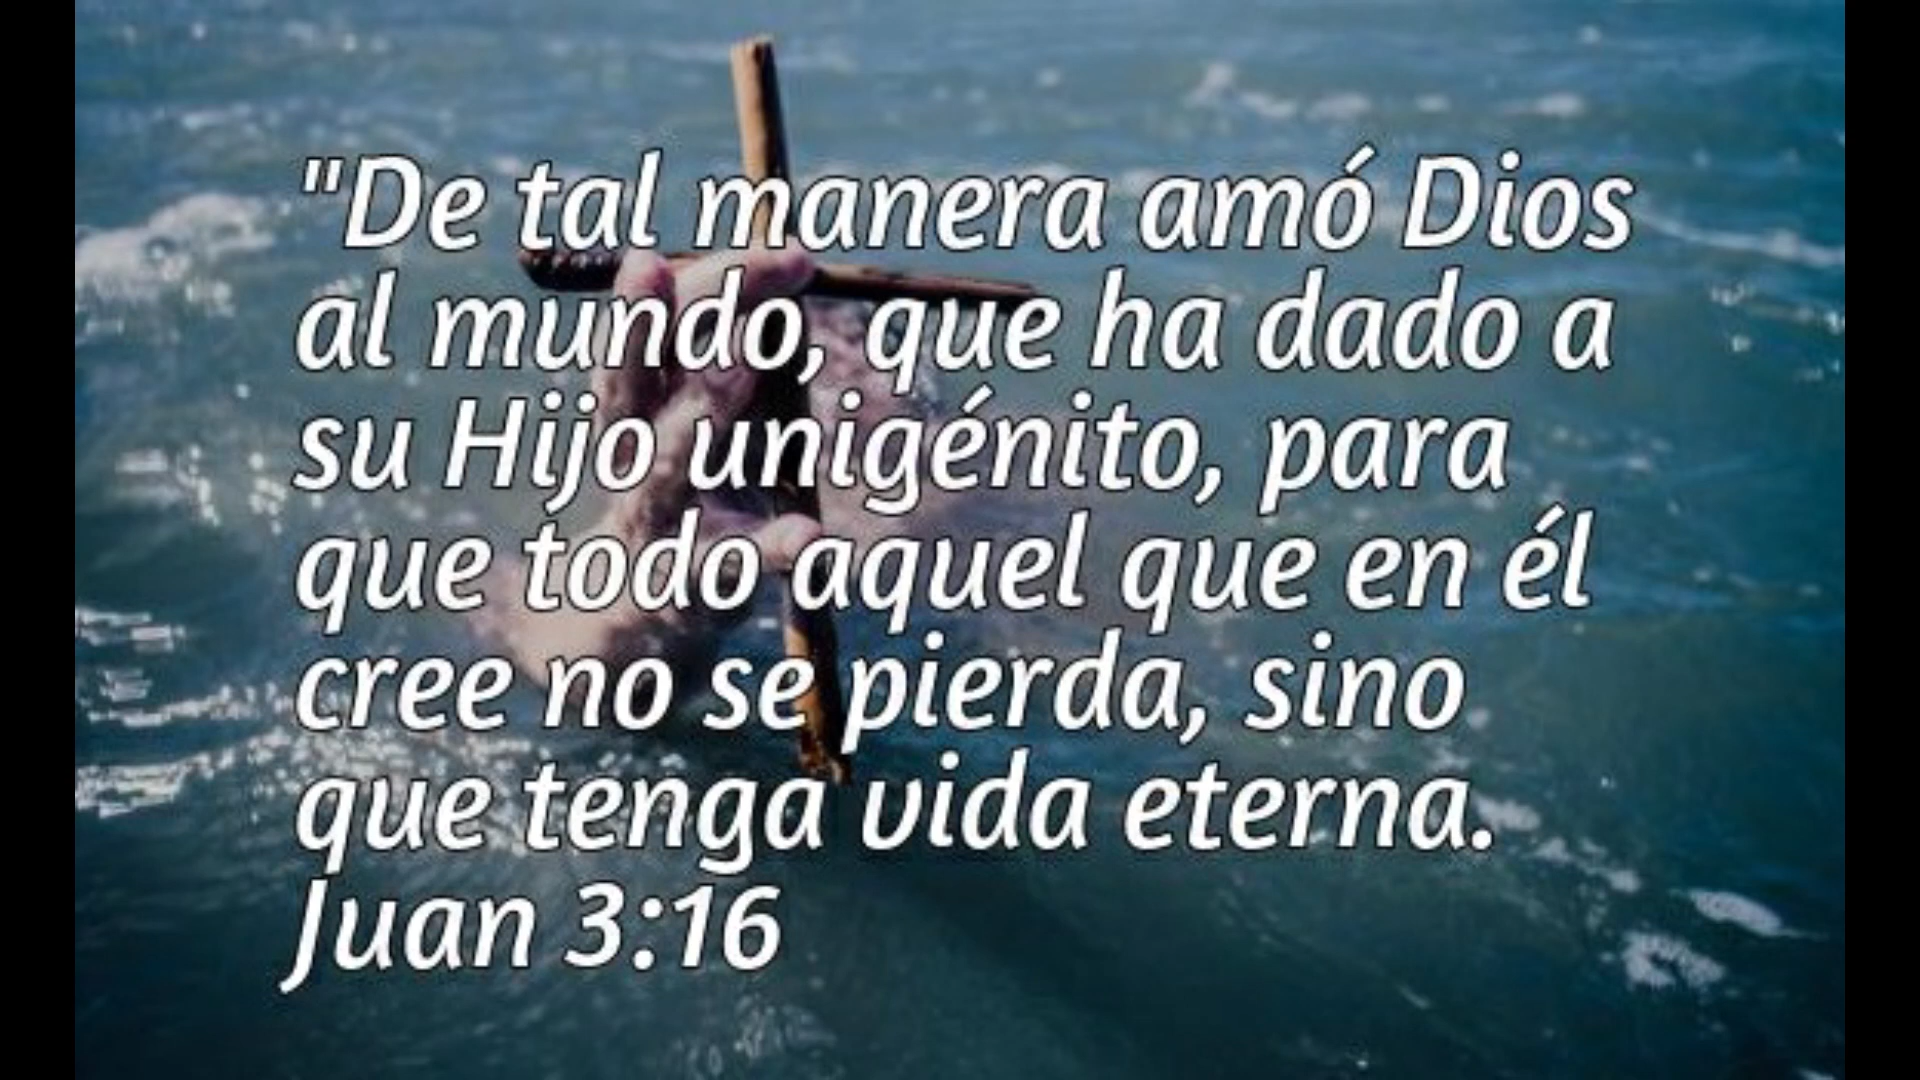 "De tal manera amó Dios
al mundo, que ha dado a
su Hijo unigénito, para
que todo aquel que en él
cree no se pierda, sino
que tenga vida eterna.
Juan 3:16